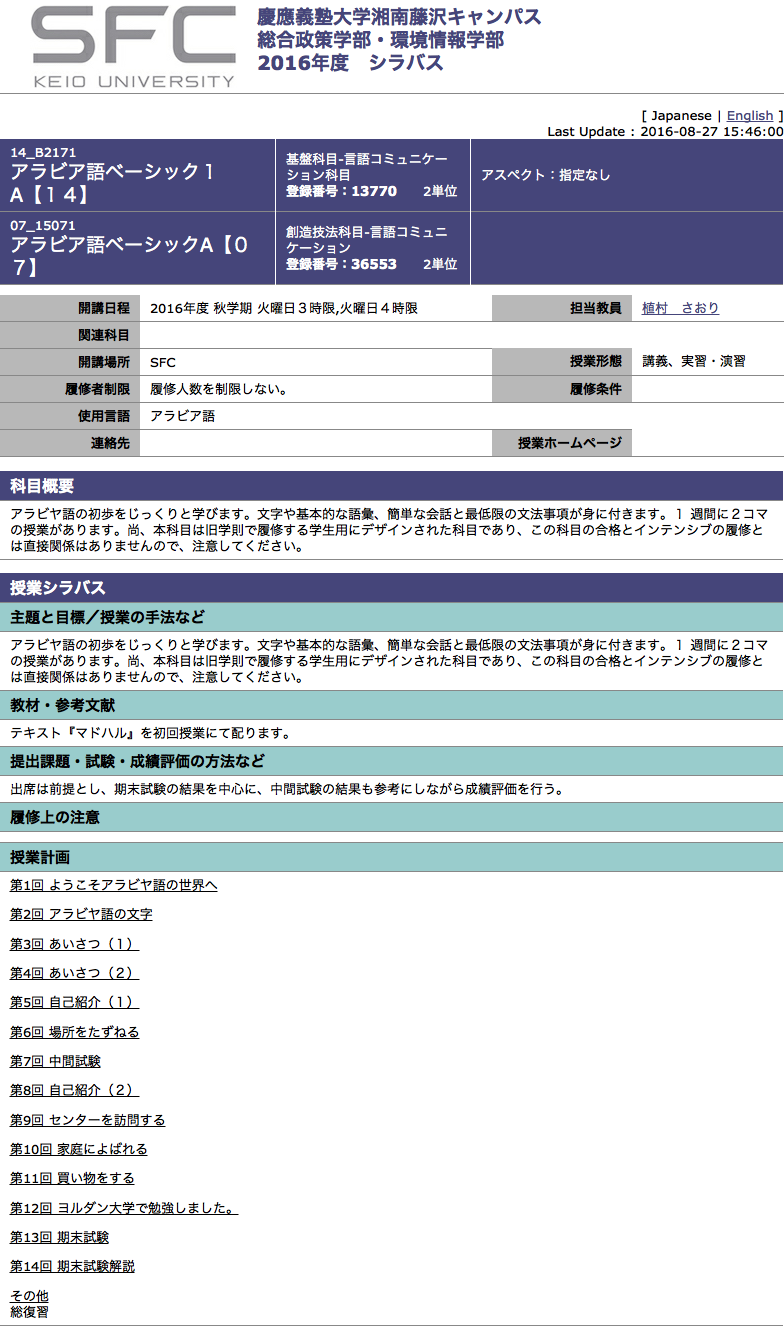 SFC
KEIO UNIVERSITY
慶應義塾大学湘南藤沢キャンパス
総合政策学部・環境情報学部
2016年度　シラバス
[ Japanese | English ]
Last Update : 2016-08-27 15:46:00
14_B2171
アラビア語ベーシック１
A【１４】
基盤科目-言語コミュニケー
ション科目
登録番号：13770　　2単位
アスペクト：指定なし
07_15071
アラビア語ベーシックA【０
７】
創造技法科目-言語コミュニ
ケーション
登録番号：36553　　2単位
開講日程 2016年度 秋学期 火曜日３時限,火曜日４時限 担当教員 植村　さおり
関連科目
開講場所 SFC 授業形態 講義、実習・演習
履修者制限 履修人数を制限しない。 履修条件
使用言語 アラビア語
連絡先 授業ホームページ
科目概要
アラビヤ語の初歩をじっくりと学びます。文字や基本的な語彙、簡単な会話と最低限の文法事項が身に付きます。１ 週間に２コマ
の授業があります。尚、本科目は旧学則で履修する学生用にデザインされた科目であり、この科目の合格とインテンシブの履修と
は直接関係はありませんので、注意してください。
授業シラバス
主題と目標／授業の手法など
アラビヤ語の初歩をじっくりと学びます。文字や基本的な語彙、簡単な会話と最低限の文法事項が身に付きます。１ 週間に２コマ
の授業があります。尚、本科目は旧学則で履修する学生用にデザインされた科目であり、この科目の合格とインテンシブの履修と
は直接関係はありませんので、注意してください。
教材・参考文献
テキスト『マドハル』を初回授業にて配ります。
提出課題・試験・成績評価の方法など
出席は前提とし、期末試験の結果を中心に、中間試験の結果も参考にしながら成績評価を行う。
履修上の注意
授業計画
第1回 ようこそアラビヤ語の世界へ
第2回 アラビヤ語の文字
第3回 あいさつ（１）
第4回 あいさつ（２）
第5回 自己紹介（１）
第6回 場所をたずねる
第7回 中間試験
第8回 自己紹介（２）
第9回 センターを訪問する
第10回 家庭によばれる
第11回 買い物をする
第12回 ヨルダン大学で勉強しました。
第13回 期末試験
第14回 期末試験解説
その他
総復習